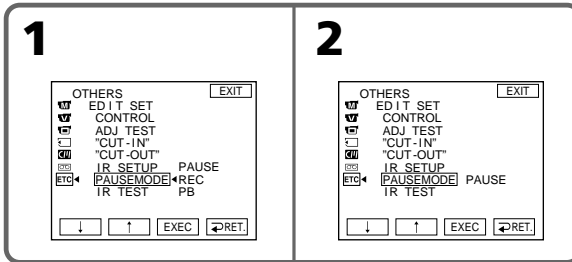 1
OTHERS EXIT
EDIT SET
CONTROL
ADJ TEST
"CUT-IN"
"CUT-OUT"
IR SETUP PAUSE
ETC PAUSEMODE REC
IR TEST PB
↓ ↑ EXEC RET.
2
OTHERS EXIT
EDIT SET
CONTROL
ADJ TEST
"CUT-IN"
"CUT-OUT"
IR SETUP
ETC PAUSEMODE PAUSE
IR TEST
↓ ↑ EXEC RET.